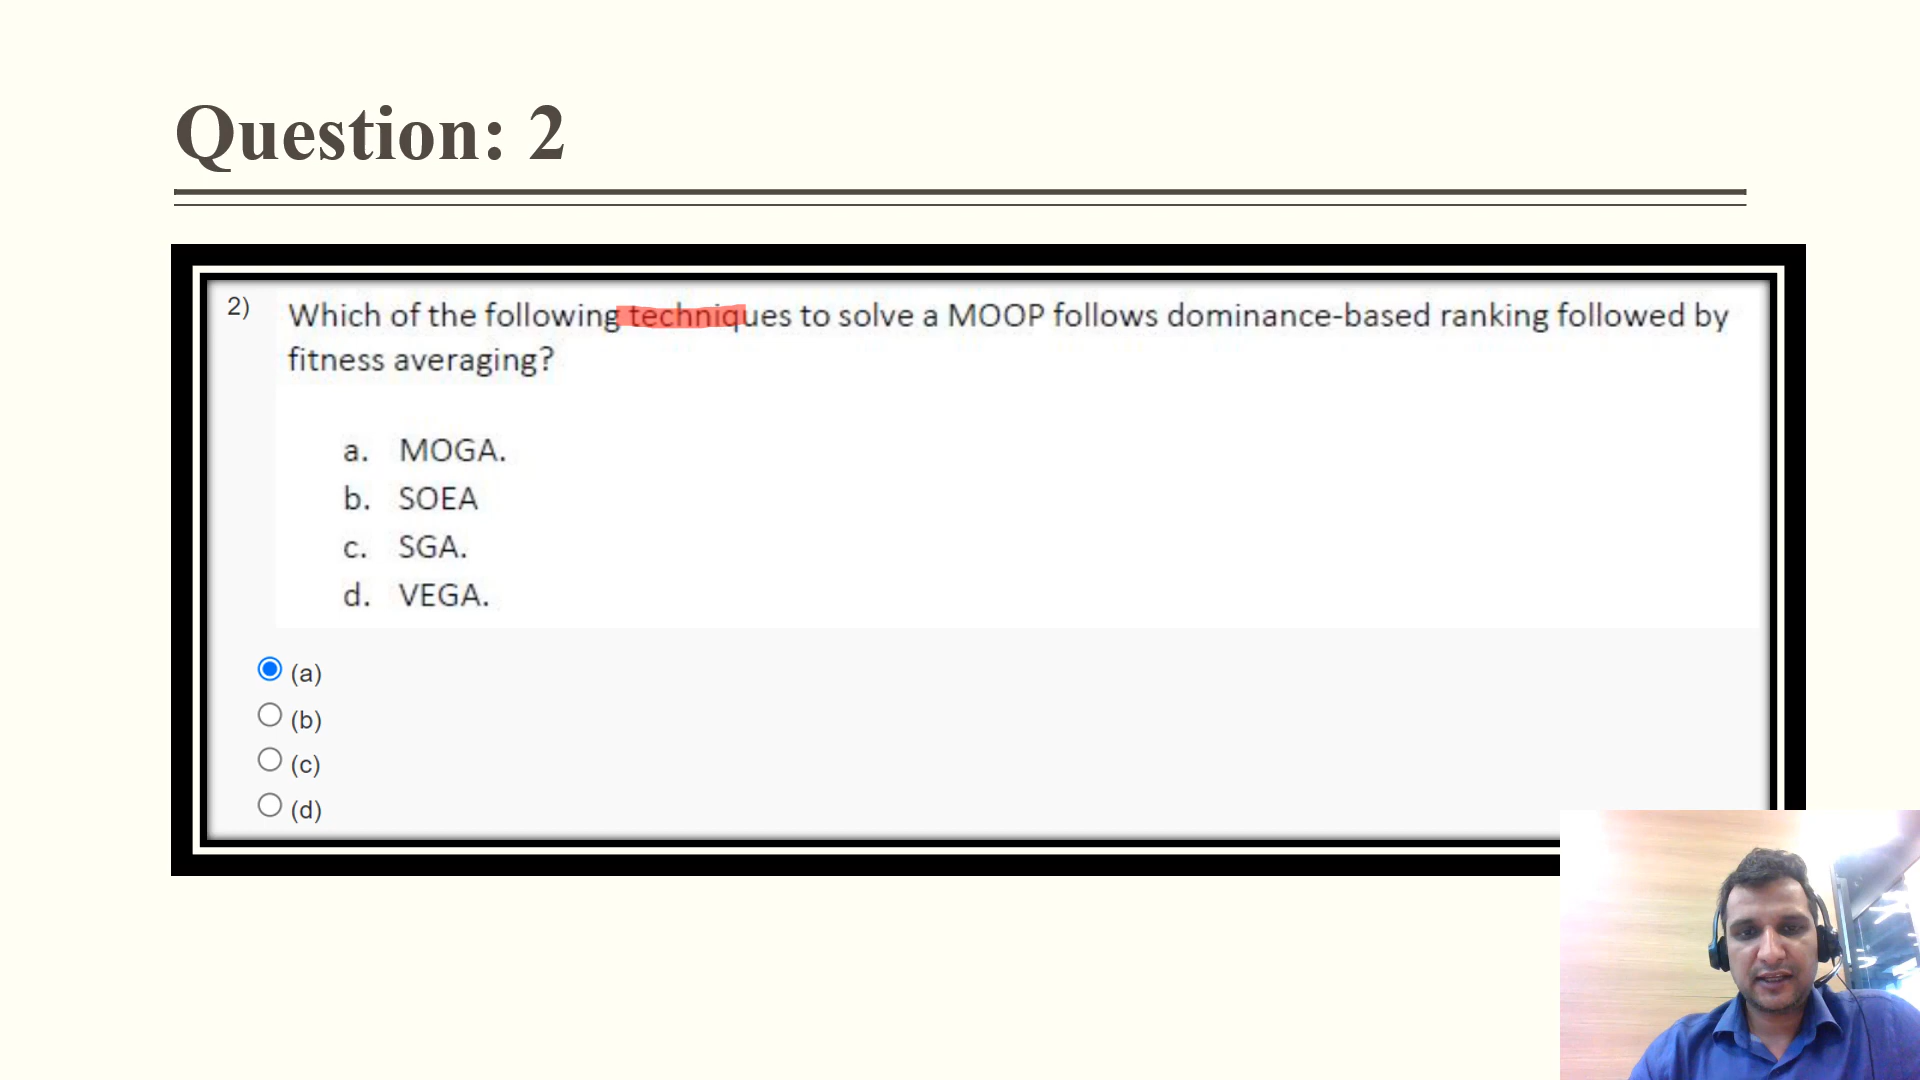 Question: 2
2) Which of the following techniques to solve a MOOP follows dominance-based ranking followed by
fitness averaging?
a. MOGA.
b. SOEA
c. SGA.
d. VEGA.
(a)
(b)
(c)
(d)